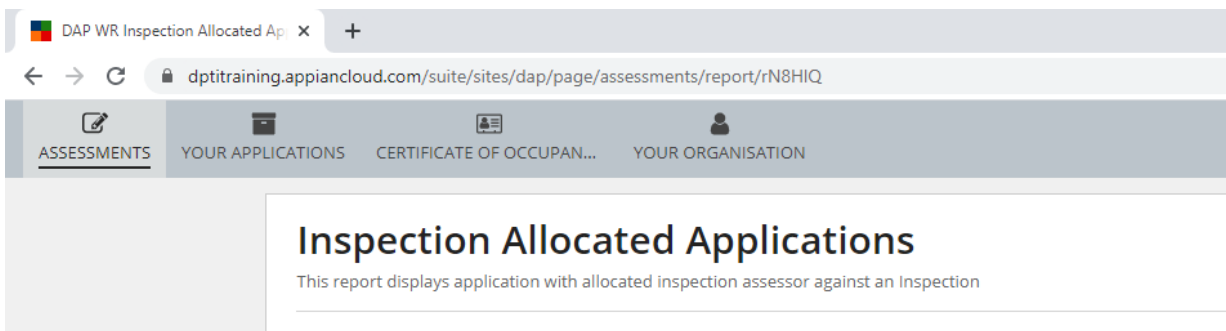 DAP WR Inspection Allocated Ap
dptitraining.appiancloud.com/suite/sites/dap/page/assessments/report/rN8HIQ
ASSESSMENTS YOUR APPLICATIONS CERTIFICATE OF OCCUPAN... YOUR ORGANISATION
Inspection Allocated Applications
This report displays application with allocated inspection assessor against an Inspection